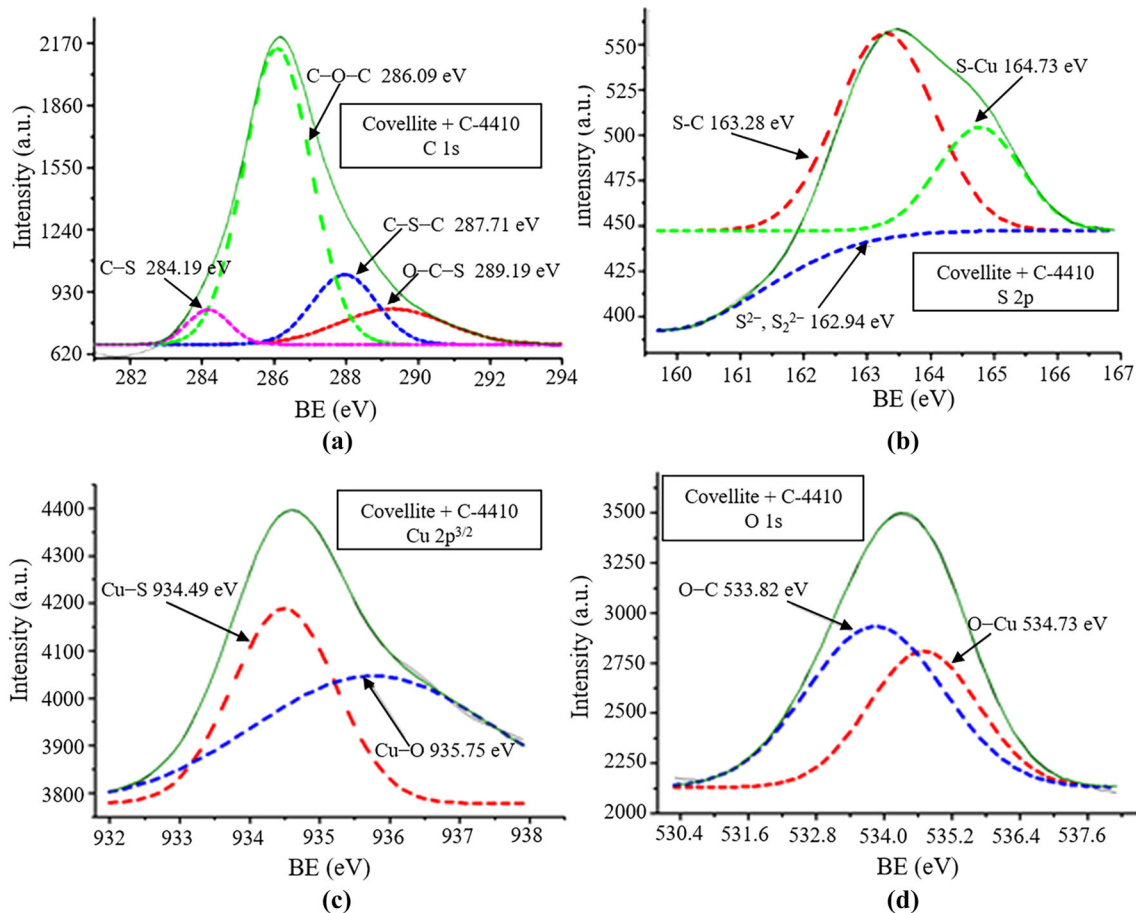 2170
1860
1550
1240
930
620
Intensity (a.u.)
C−O−C 286.09 eV
Covellite + C-4410
C 1s
C−S−C 287.71 eV
C−S 284.19 eV
O−C−S 289.19 eV
282 284 286 288 290 292 294
BE (eV)
(a)
550
525
500
475
450
425
400
Intensity (a.u.)
S-Cu 164.73 eV
S-C 163.28 eV
Covellite + C-4410
S 2p
S²⁻, S₂²⁻ 162.94 eV
160 161 162 163 164 165 166 167
BE (eV)
(b)
4400
4300
4200
4100
4000
3900
3800
Intensity (a.u.)
Covellite + C-4410
Cu 2p³/²
Cu−S 934.49 eV
Cu−O 935.75 eV
932 933 934 935 936 937 938
BE (eV)
(c)
3500
3000
2750
2500
2250
2000
Intensity (a.u.)
Covellite + C-4410
O 1s
O−C 533.82 eV
O−Cu 534.73 eV
530.4 531.6 532.8 534.0 535.2 536.4 537.6
BE (eV)
(d)